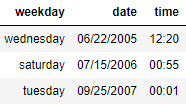 weekday date time
wednesday 06/22/2005 12:20
saturday 07/15/2006 00:55
tuesday 09/25/2007 00:01